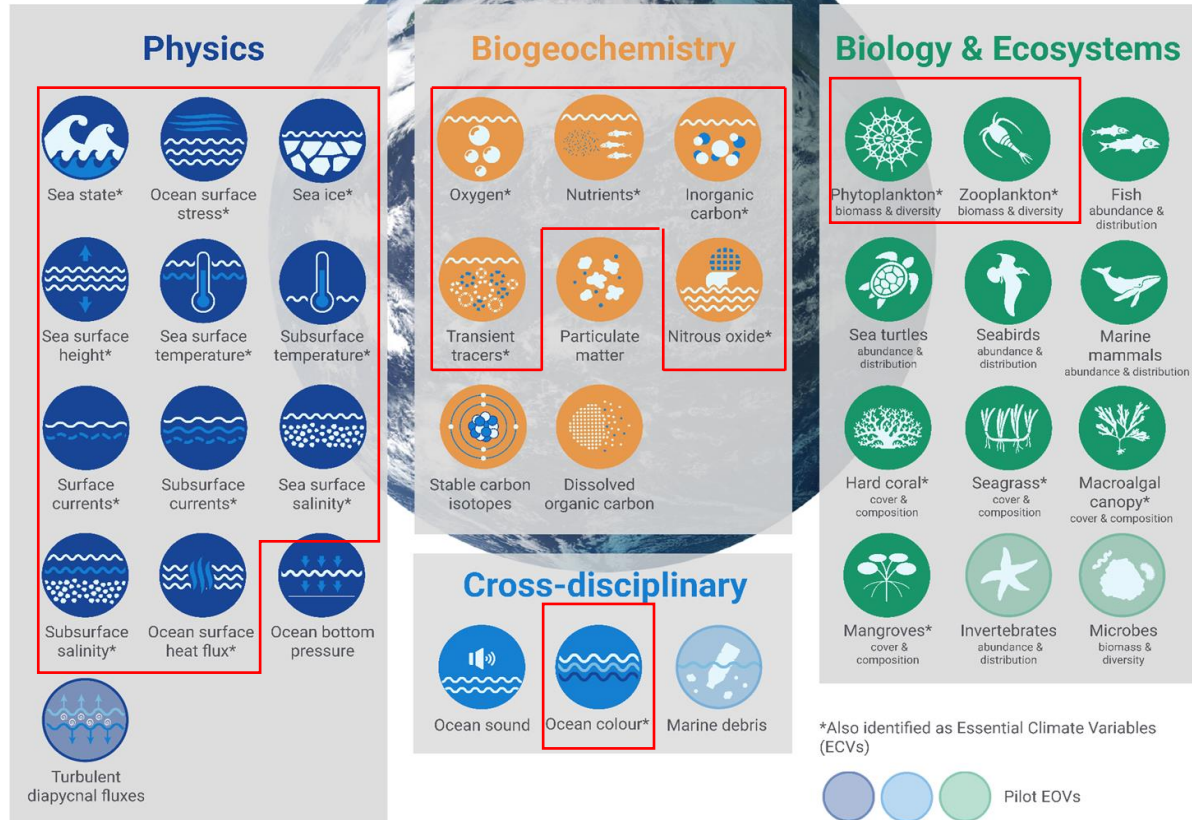 Physics
Sea state*
Ocean surface
stress*
Sea ice*
Sea surface
height*
Sea surface
temperature*
Subsurface
temperature*
Surface
currents*
Subsurface
currents*
Sea surface
salinity*
Subsurface
salinity*
Ocean surface
heat flux*
Ocean bottom
pressure
Turbulent
diapycnal fluxes
Biogeochemistry
Oxygen*
Nutrients*
Inorganic
carbon*
Transient
tracers*
Particulate
matter
Nitrous oxide*
Stable carbon
isotopes
Dissolved
organic carbon
Cross-disciplinary
Ocean sound
Ocean colour*
Marine debris
Biology & Ecosystems
Phytoplankton*
biomass & diversity
Zooplankton*
biomass & diversity
Fish
abundance &
distribution
Sea turtles
abundance &
distribution
Seabirds
abundance &
distribution
Marine
mammals
abundance & distribution
Hard coral*
cover &
composition
Seagrass*
cover &
composition
Macroalgal
canopy*
cover & composition
Mangroves*
cover &
composition
Invertebrates
abundance &
distribution
Microbes
biomass &
diversity
*Also identified as Essential Climate Variables
(ECVs)
Pilot EOVs